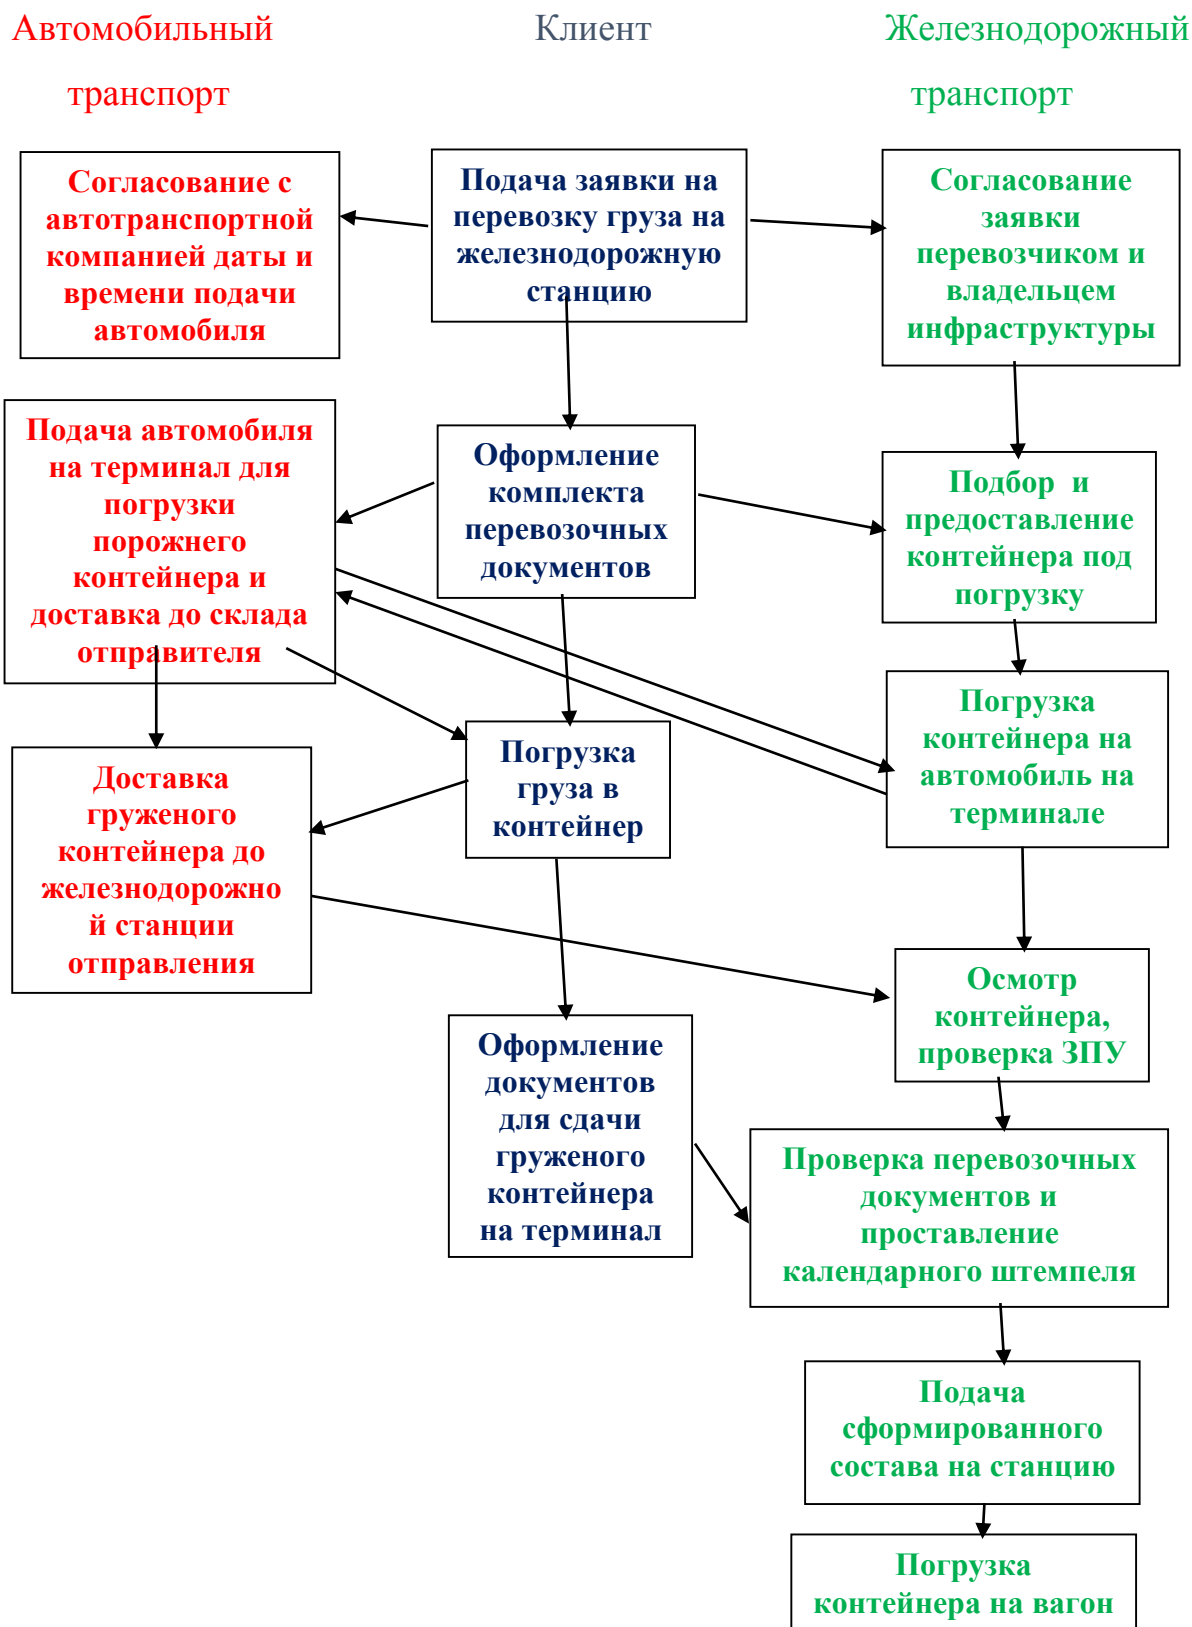 Автомобильный
транспорт
Клиент
Железнодорожный
транспорт
Согласование с
автотранспортной
компанией даты и
времени подачи
автомобиля
Подача заявки на
перевозку груза на
железнодорожную
станцию
Согласование
заявки
перевозчиком и
владельцем
инфраструктуры
Подача автомобиля
на терминал для
погрузки
порожнего
контейнера и
доставка до склада
отправителя
Оформление
комплекта
перевозочных
документов
Подбор и
предоставление
контейнера под
погрузку
Доставка
груженого
контейнера до
железнодорожно
й станции
отправления
Погрузка
груза в
контейнер
Погрузка
контейнера на
автомобиль на
терминале
Осмотр
контейнера,
проверка ЗПУ
Оформление
документов
для сдачи
груженого
контейнера
на терминал
Проверка перевозочных
документов и
проставление
календарного штемпеля
Подача
сформированного
состава на станцию
Погрузка
контейнера на вагон